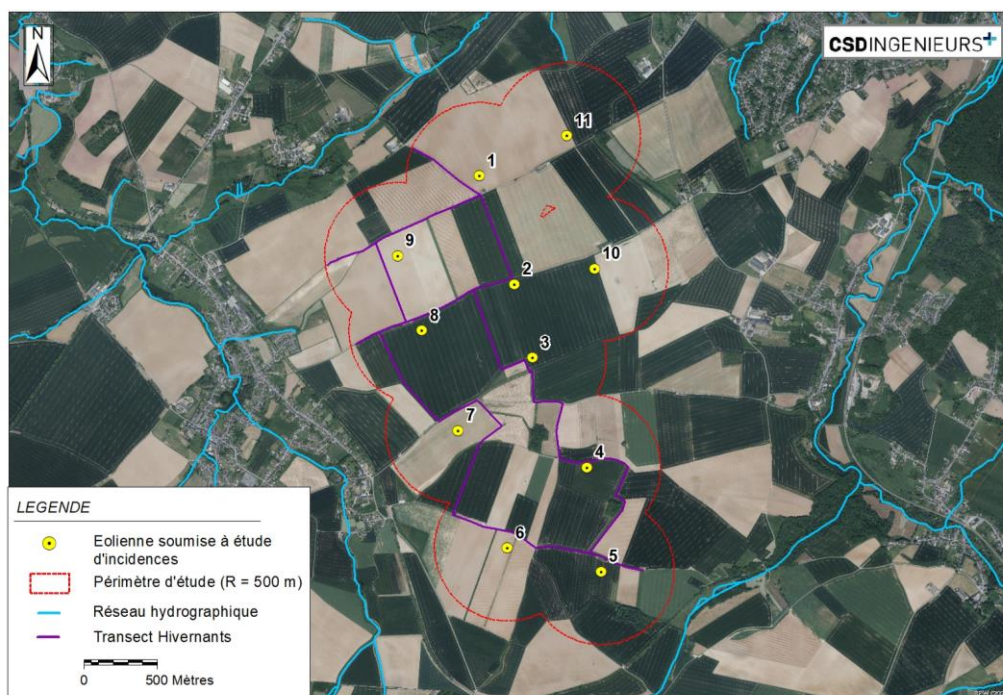 N
CSDINGENIEURS+
11
1
9
10
2
8
3
7
4
6
5
LEGENDE
Eolienne soumise à étude
d'incidences
Périmètre d'étude (R = 500 m)
Réseau hydrographique
Transect Hivernants
0 500 Mètres